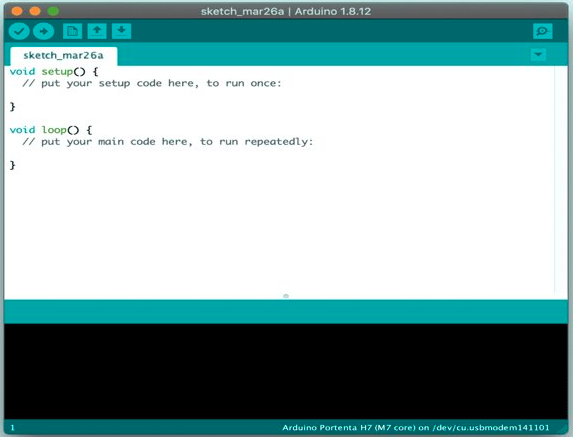 sketch_mar26a | Arduino 1.8.12
sketch_mar26a
void setup() {
// put your setup code here, to run once:
}
void loop() {
// put your main code here, to run repeatedly:
}
1
Arduino Portenta H7 (M7 core) on /dev/cu.usbmodem141101